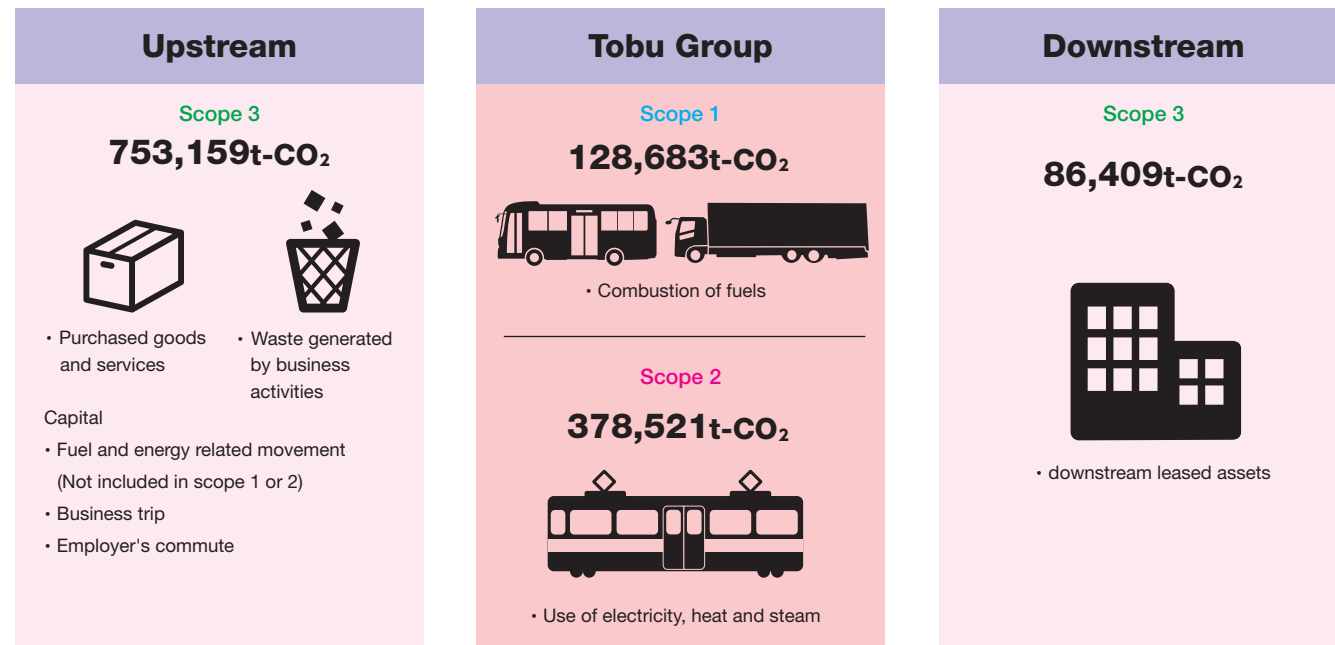 Upstream
Scope 3
753,159t-CO₂
・Purchased goods
and services
・Waste generated
by business
activities
Capital
・Fuel and energy related movement
(Not included in scope 1 or 2)
・Business trip
・Employer's commute
Tobu Group
Scope 1
128,683t-CO₂
・Combustion of fuels
Scope 2
378,521t-CO₂
・Use of electricity, heat and steam
Downstream
Scope 3
86,409t-CO₂
・downstream leased assets